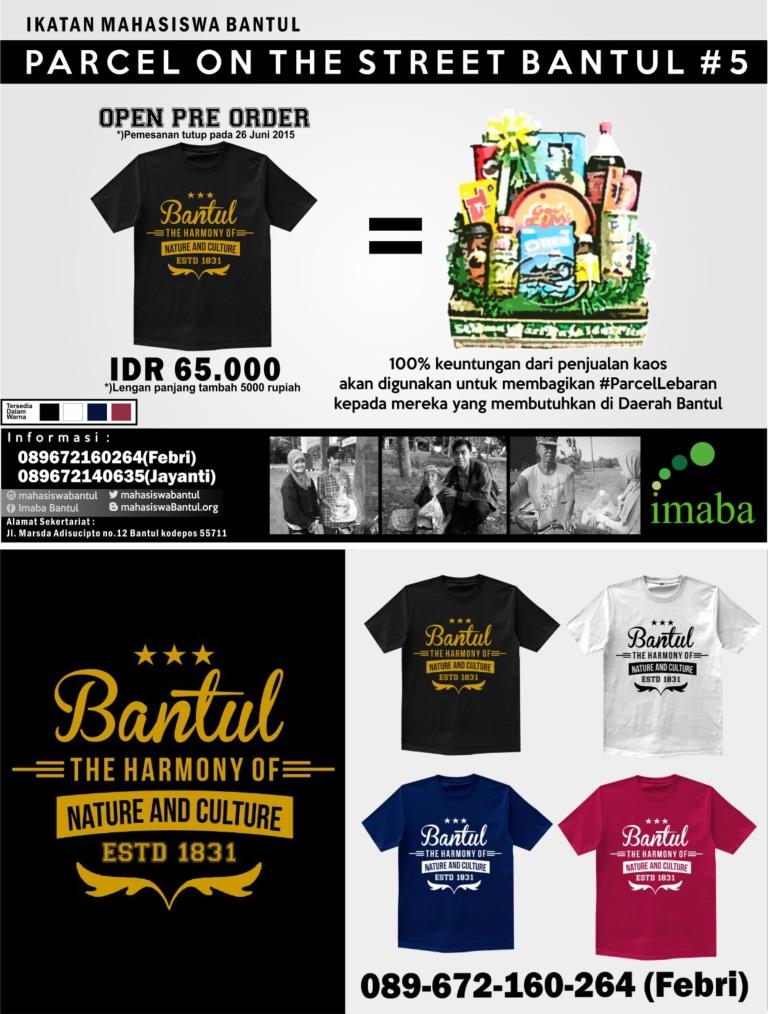 IKATAN MAHASISWA BANTUL
PARCEL ON THE STREET BANTUL #5
OPEN PRE ORDER
*)Pemesanan tutup pada 26 Juni 2015
Bantul
THE HARMONY OF
NATURE AND CULTURE
ESTD 1831
=
IDR 65.000
*)Lengan panjang tambah 5000 rupiah
100% keuntungan dari penjualan kaos
akan digunakan untuk membagikan #ParcelLebaran
kepada mereka yang membutuhkan di Daerah Bantul
Tersedia
Dalam
Warna
Informasi :
089672160264(Febri)
089672140635(Jayanti)
mahasiswabantul mahasiswabantul
Imaba Bantul mahasiswaBantul.org
Alamat Sekertariat :
Jl. Marsda Adisucipto no.12 Bantul kodepos 55711
imaba
Bantul
THE HARMONY OF
NATURE AND CULTURE
ESTD 1831
Bantul
THE HARMONY OF
NATURE AND CULTURE
ESTD 1831
Bantul
THE HARMONY OF
NATURE AND CULTURE
ESTD 1831
Bantul
THE HARMONY OF
NATURE AND CULTURE
ESTD 1831
Bantul
THE HARMONY OF
NATURE AND CULTURE
ESTD 1831
089-672-160-264 (Febri)